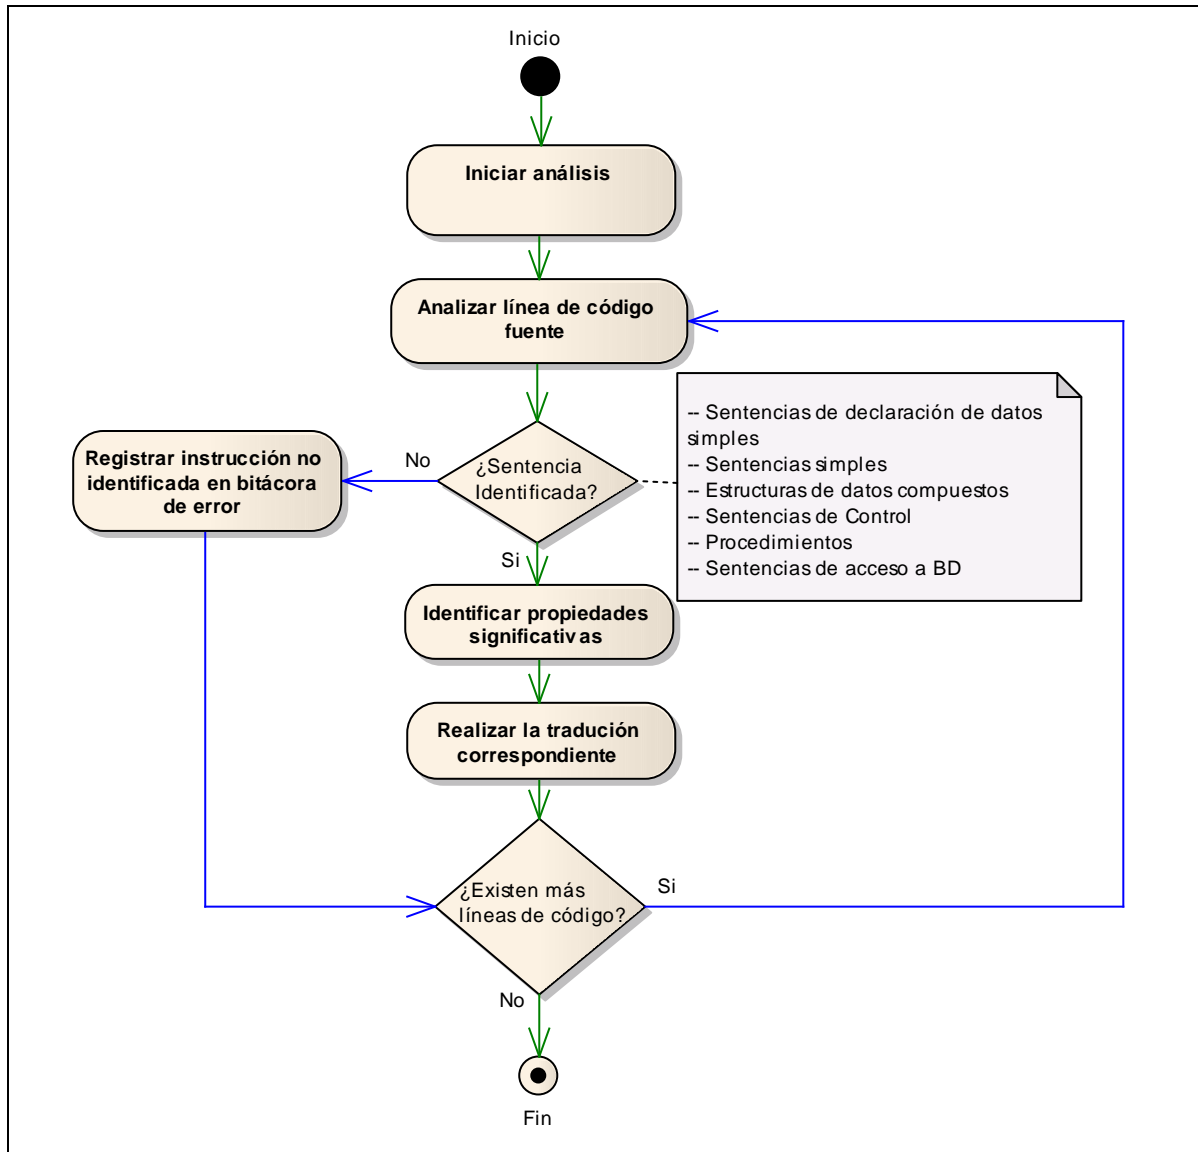 Inicio
Iniciar análisis
Analizar línea de código
fuente
-- Sentencias de declaración de datos
simples
-- Sentencias simples
-- Estructuras de datos compuestos
-- Sentencias de Control
-- Procedimientos
-- Sentencias de acceso a BD
¿Sentencia
Identificada?
No
Registrar instrucción no
identificada en bitácora
de error
Si
Identificar propiedades
significativas
Realizar la tradución
correspondiente
¿Existen más
líneas de código?
Si
No
Fin